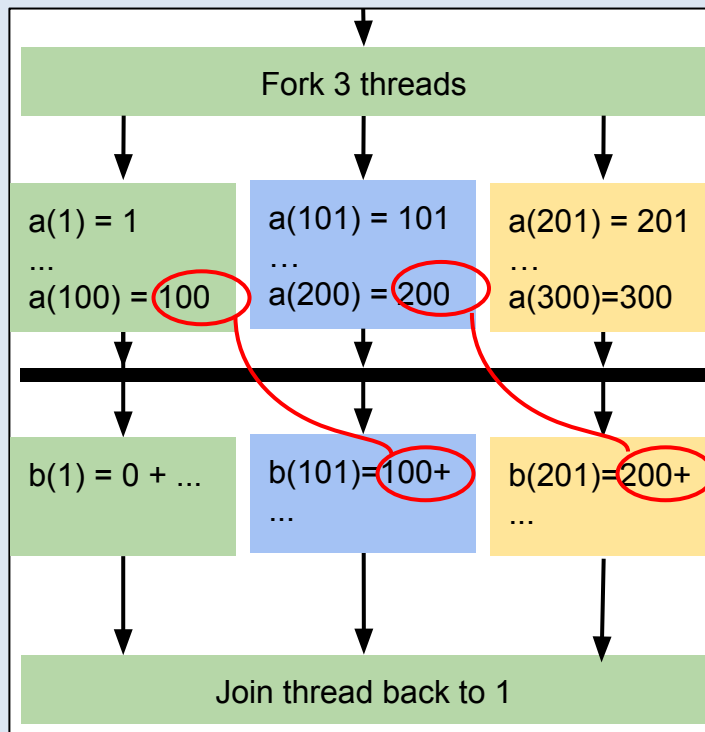 Fork 3 threads
a(1) = 1
...
a(100) = 100
a(101) = 101
…
a(200) = 200
a(201) = 201
…
a(300)=300
b(1) = 0 + ...
b(101)=100+
...
b(201)=200+
...
Join thread back to 1